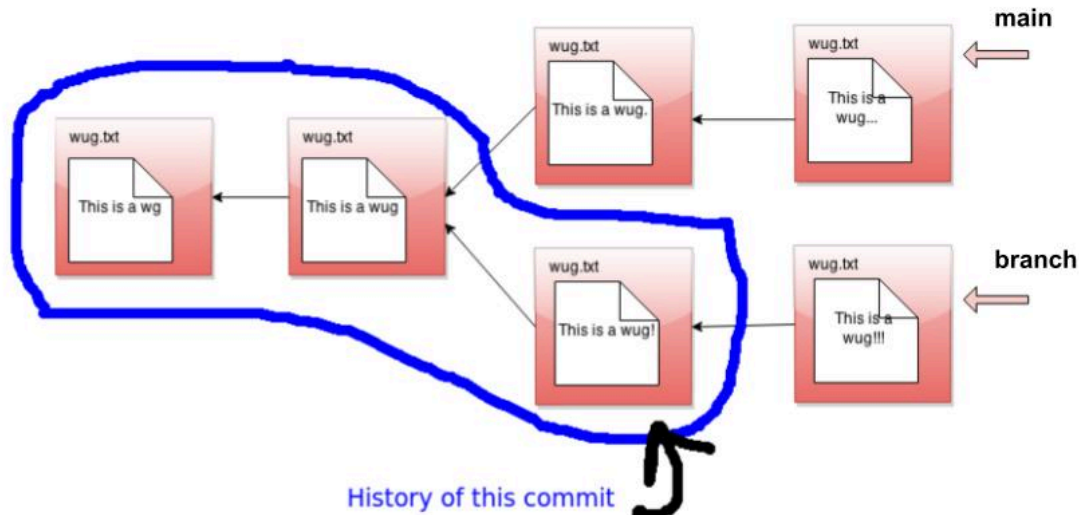 main
wug.txt
This is a wug.
wug.txt
This is a
wug...
wug.txt
This is a wg
wug.txt
This is a wug
branch
wug.txt
This is a wug!
wug.txt
This is a
wug!!!
History of this commit